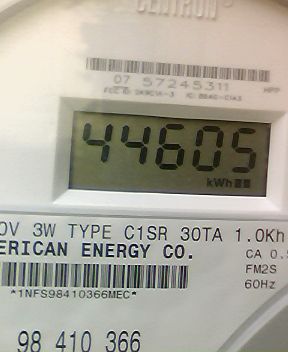 CENTRON®
07 57245311
44605
kWh
0V 3W TYPE C1SR 30TA 1.0Kh
ERICAN ENERGY CO.
CA 0.
FM2S
60Hz
*1NFS98410366MEC*
98 410 366